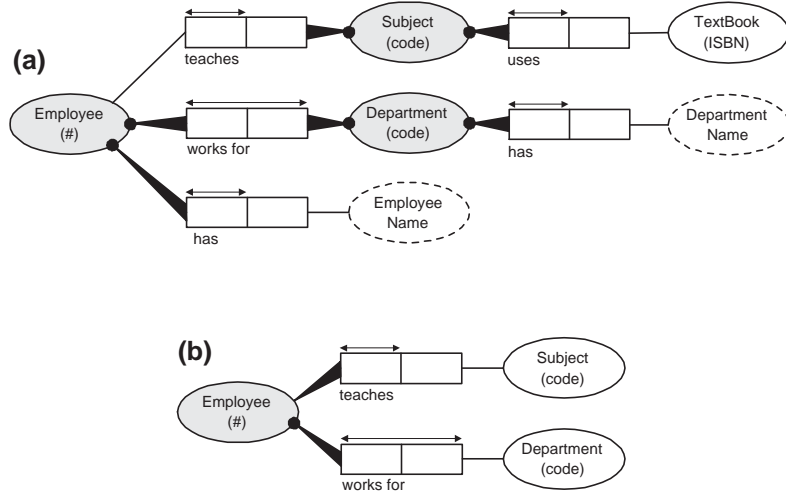 Subject
(code)
TextBook
(ISBN)
teaches
uses
(a)
Employee
(#)
Department
(code)
Department
Name
works for
has
Employee
Name
has
(b)
Subject
(code)
teaches
Employee
(#)
Department
(code)
works for